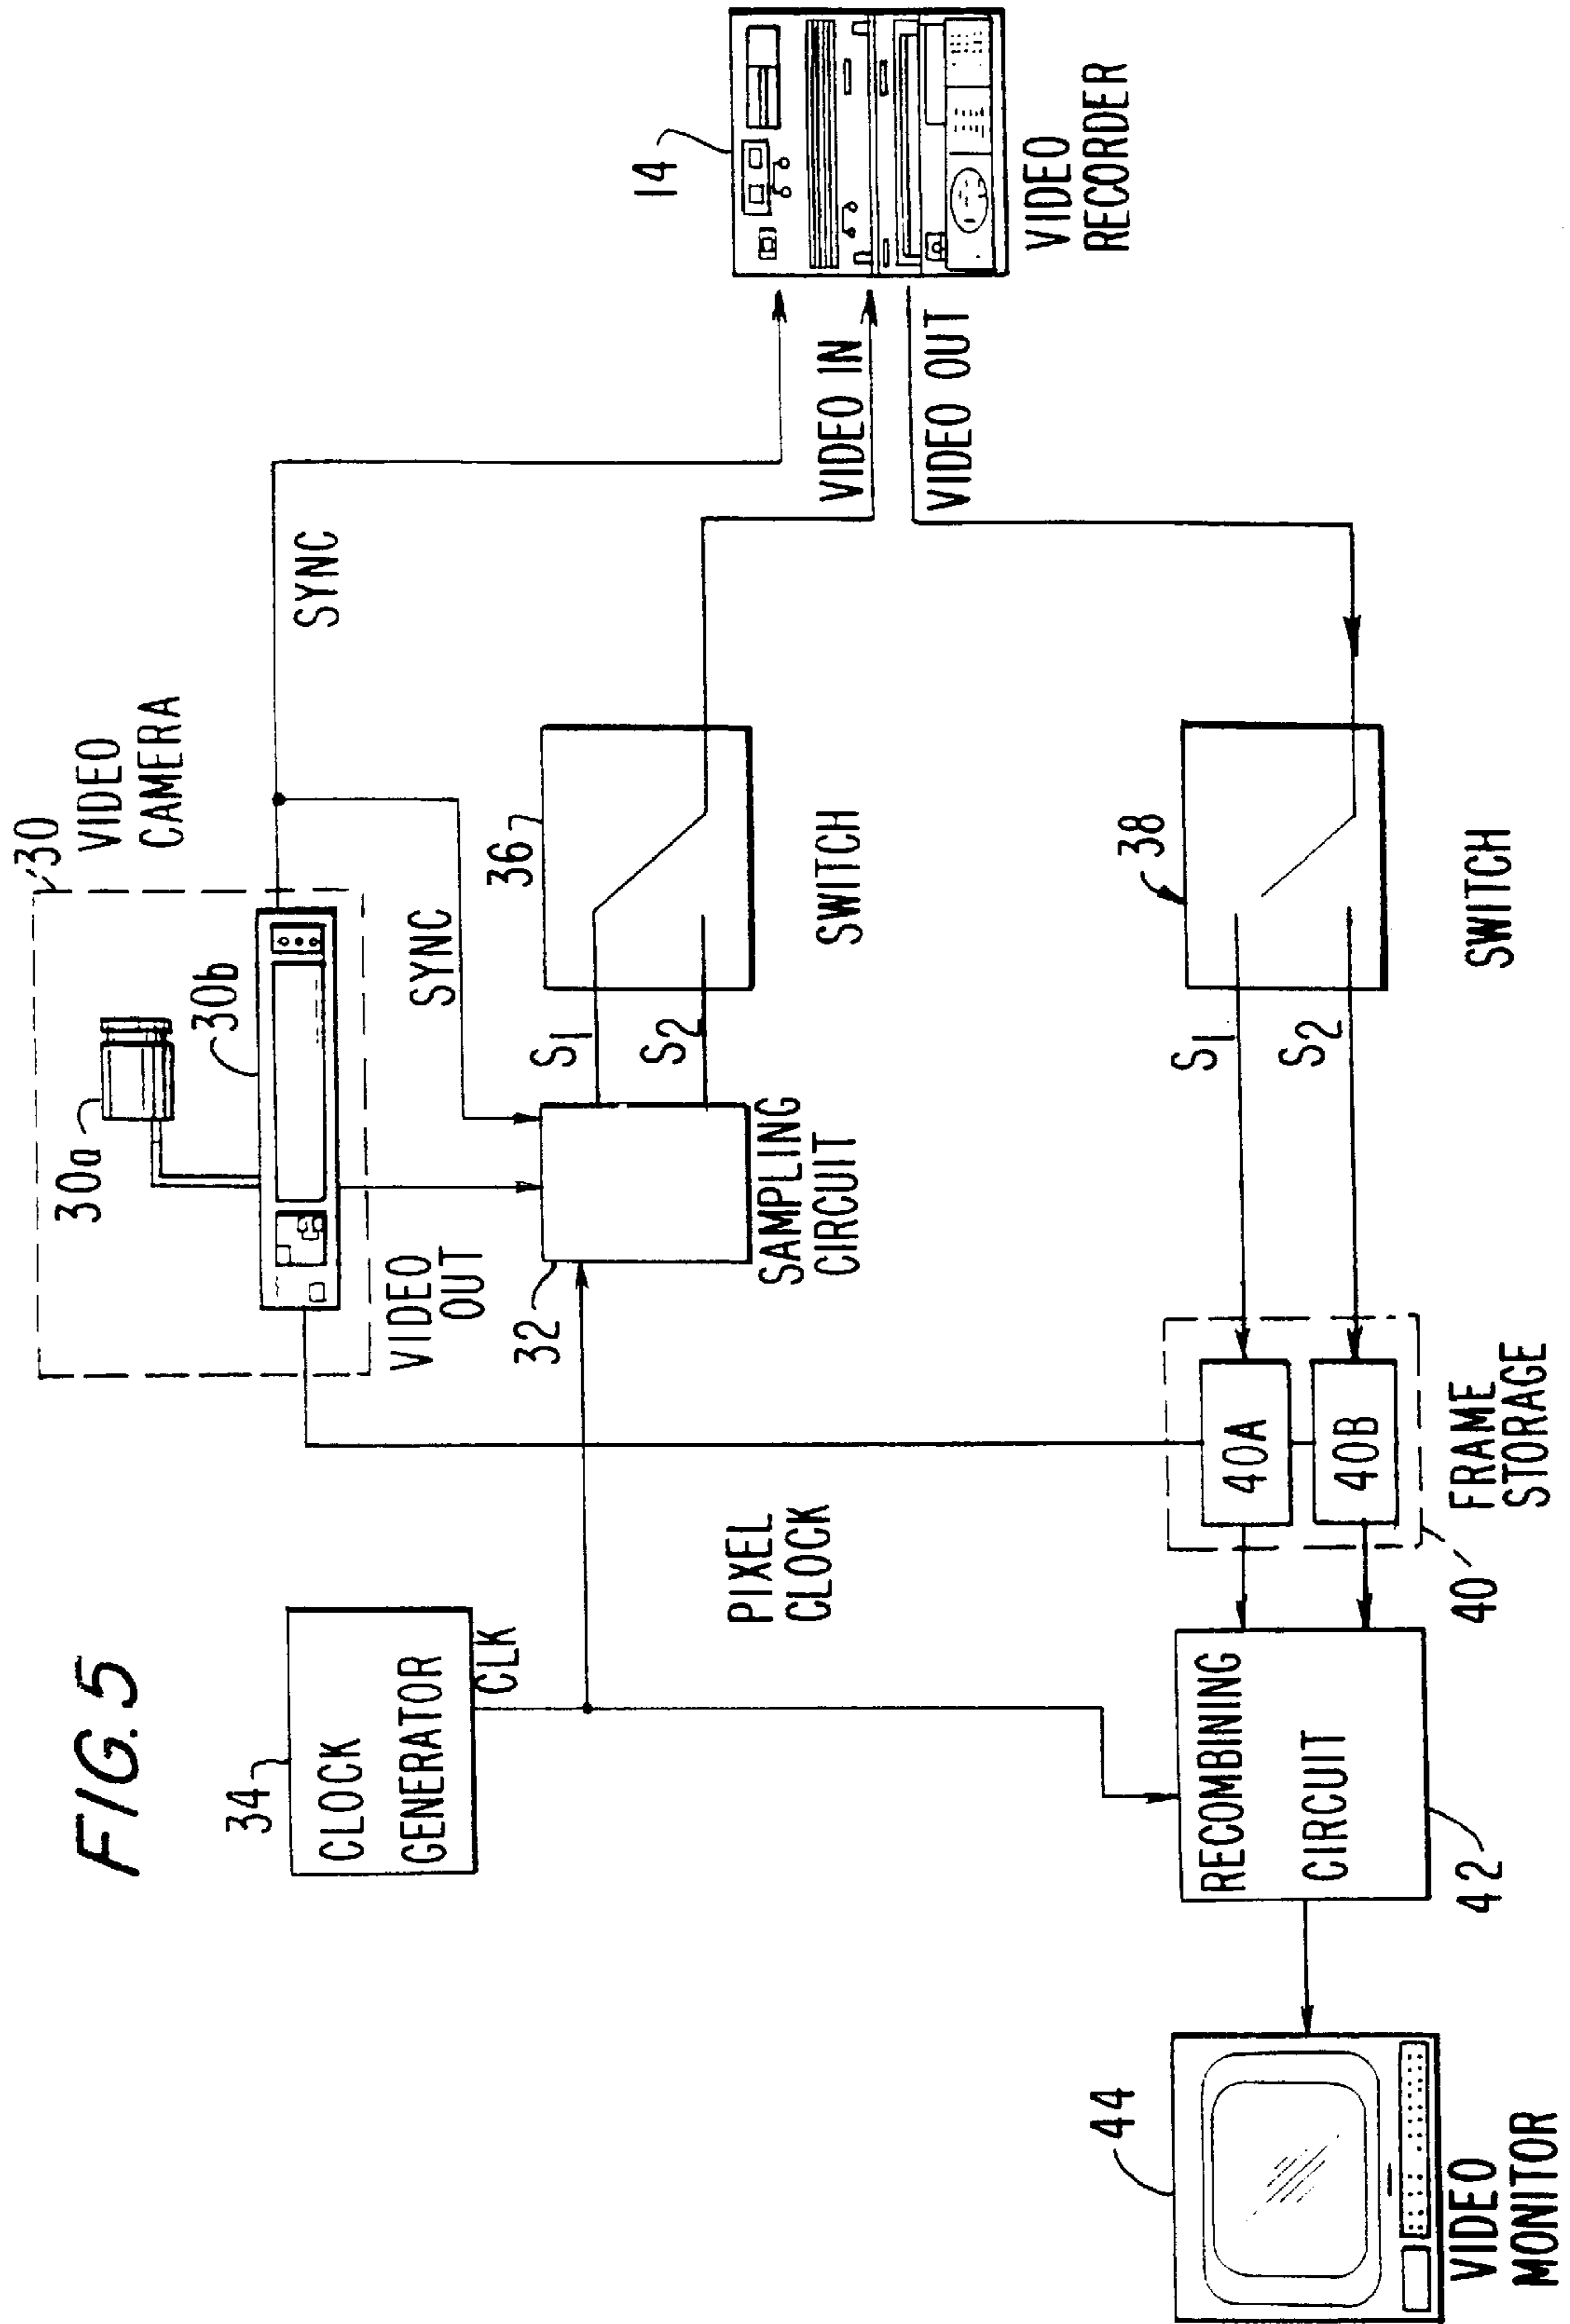 FIG. 5
34
CLOCK
GENERATOR
CLK
PIXEL
CLOCK
30
VIDEO
CAMERA
30a
30b
VIDEO
OUT
SYNC
SYNC
32
SAMPLING
CIRCUIT
S1
S2
36
SWITCH
VIDEO IN
VIDEO OUT
14
VIDEO
RECORDER
38
SWITCH
S1
S2
40A
40B
40
FRAME
STORAGE
RECOMBINING
CIRCUIT
42
44
VIDEO
MONITOR